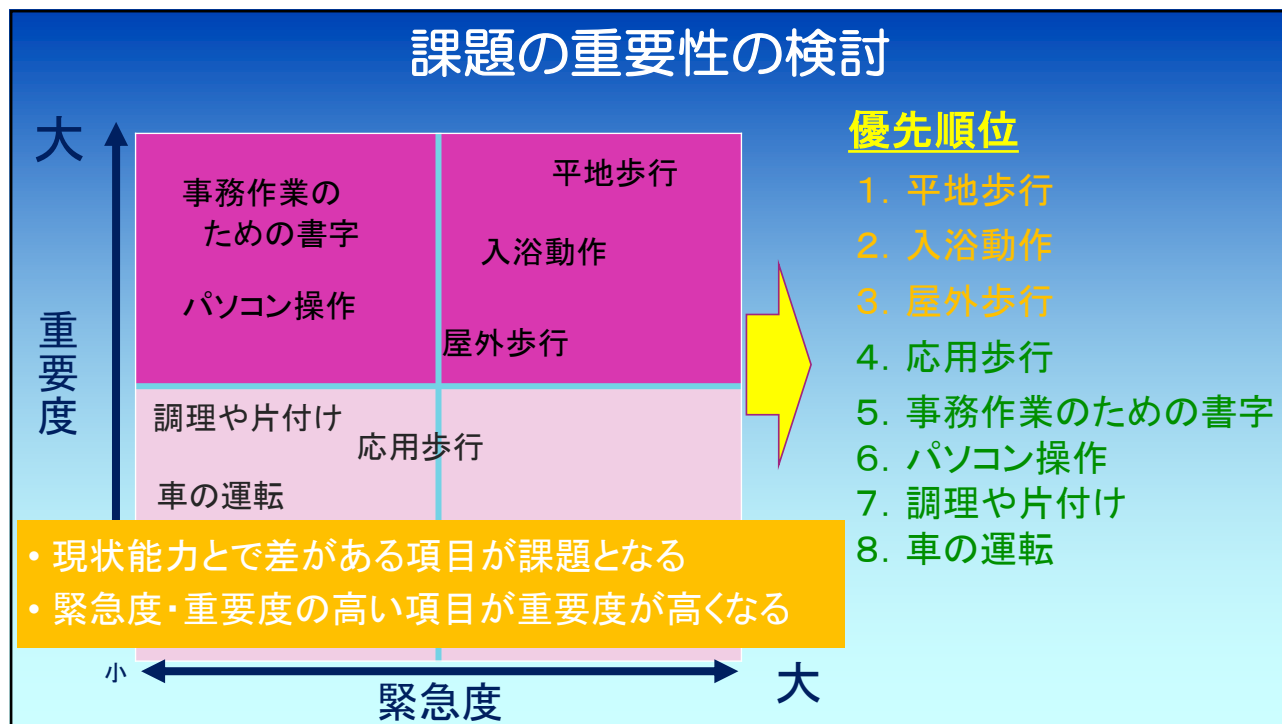 課題の重要性の検討
大
重要度
小
事務作業の
ための書字
パソコン操作
平地歩行
入浴動作
屋外歩行
調理や片付け
応用歩行
車の運転
・現状能力とで差がある項目が課題となる
・緊急度・重要度の高い項目が重要度が高くなる
緊急度
大
優先順位
1. 平地歩行
2. 入浴動作
3. 屋外歩行
4. 応用歩行
5. 事務作業のための書字
6. パソコン操作
7. 調理や片付け
8. 車の運転